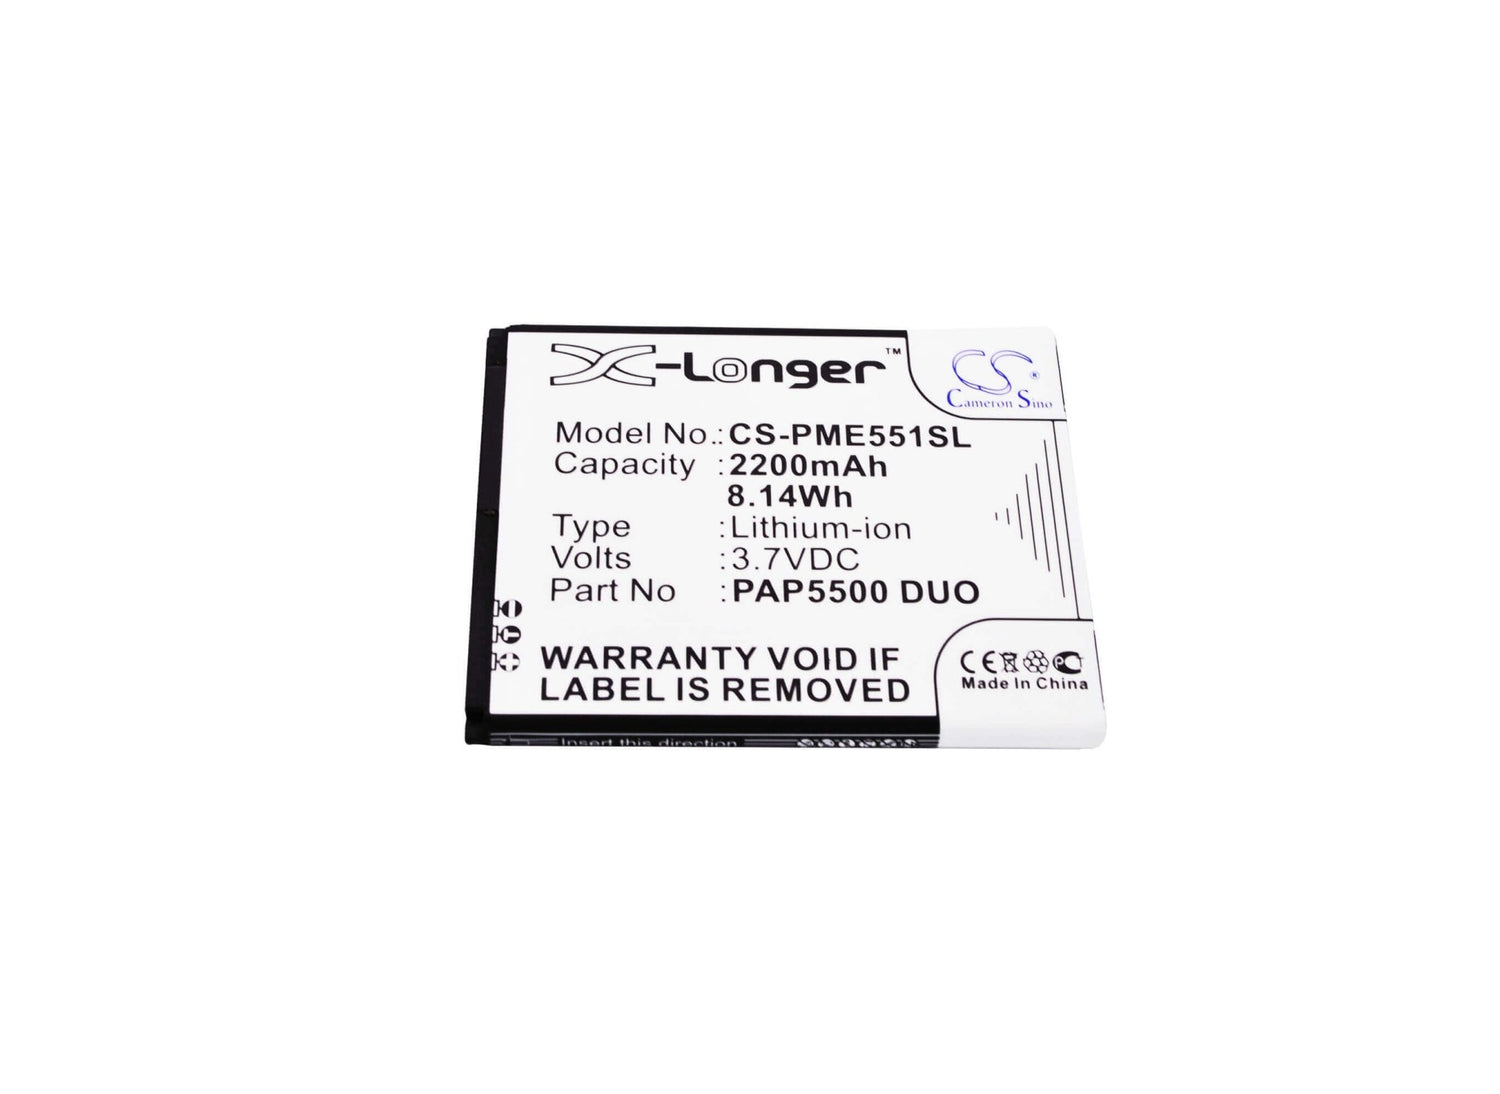 X-Longer™
CS®
Cameron Sino
Model No.: CS-PME551SL
Capacity : 2200mAh
8.14Wh
Type : Lithium-ion
Volts : 3.7VDC
Part No : PAP5500 DUO
WARRANTY VOID IF
LABEL IS REMOVED
CE
Made In China
Insert this direction